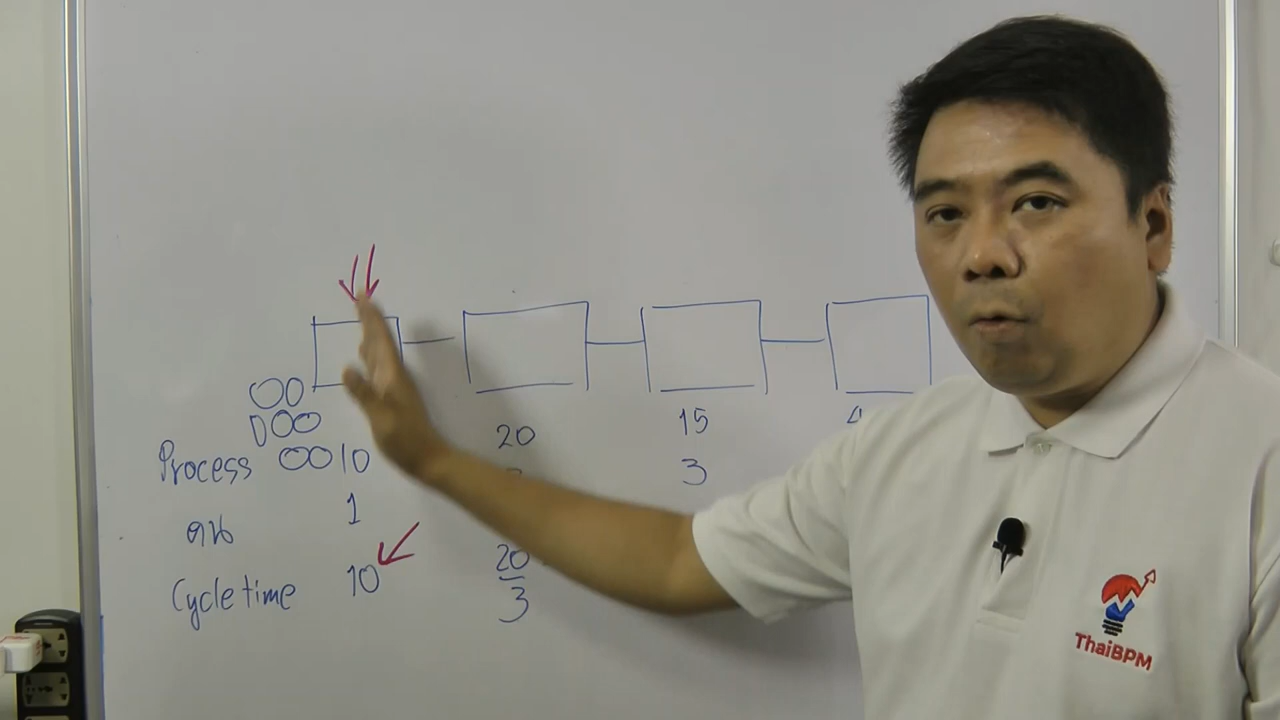 20 15
Process 10 3
คน 1
Cycle time 10 20
3
ThaiBPM